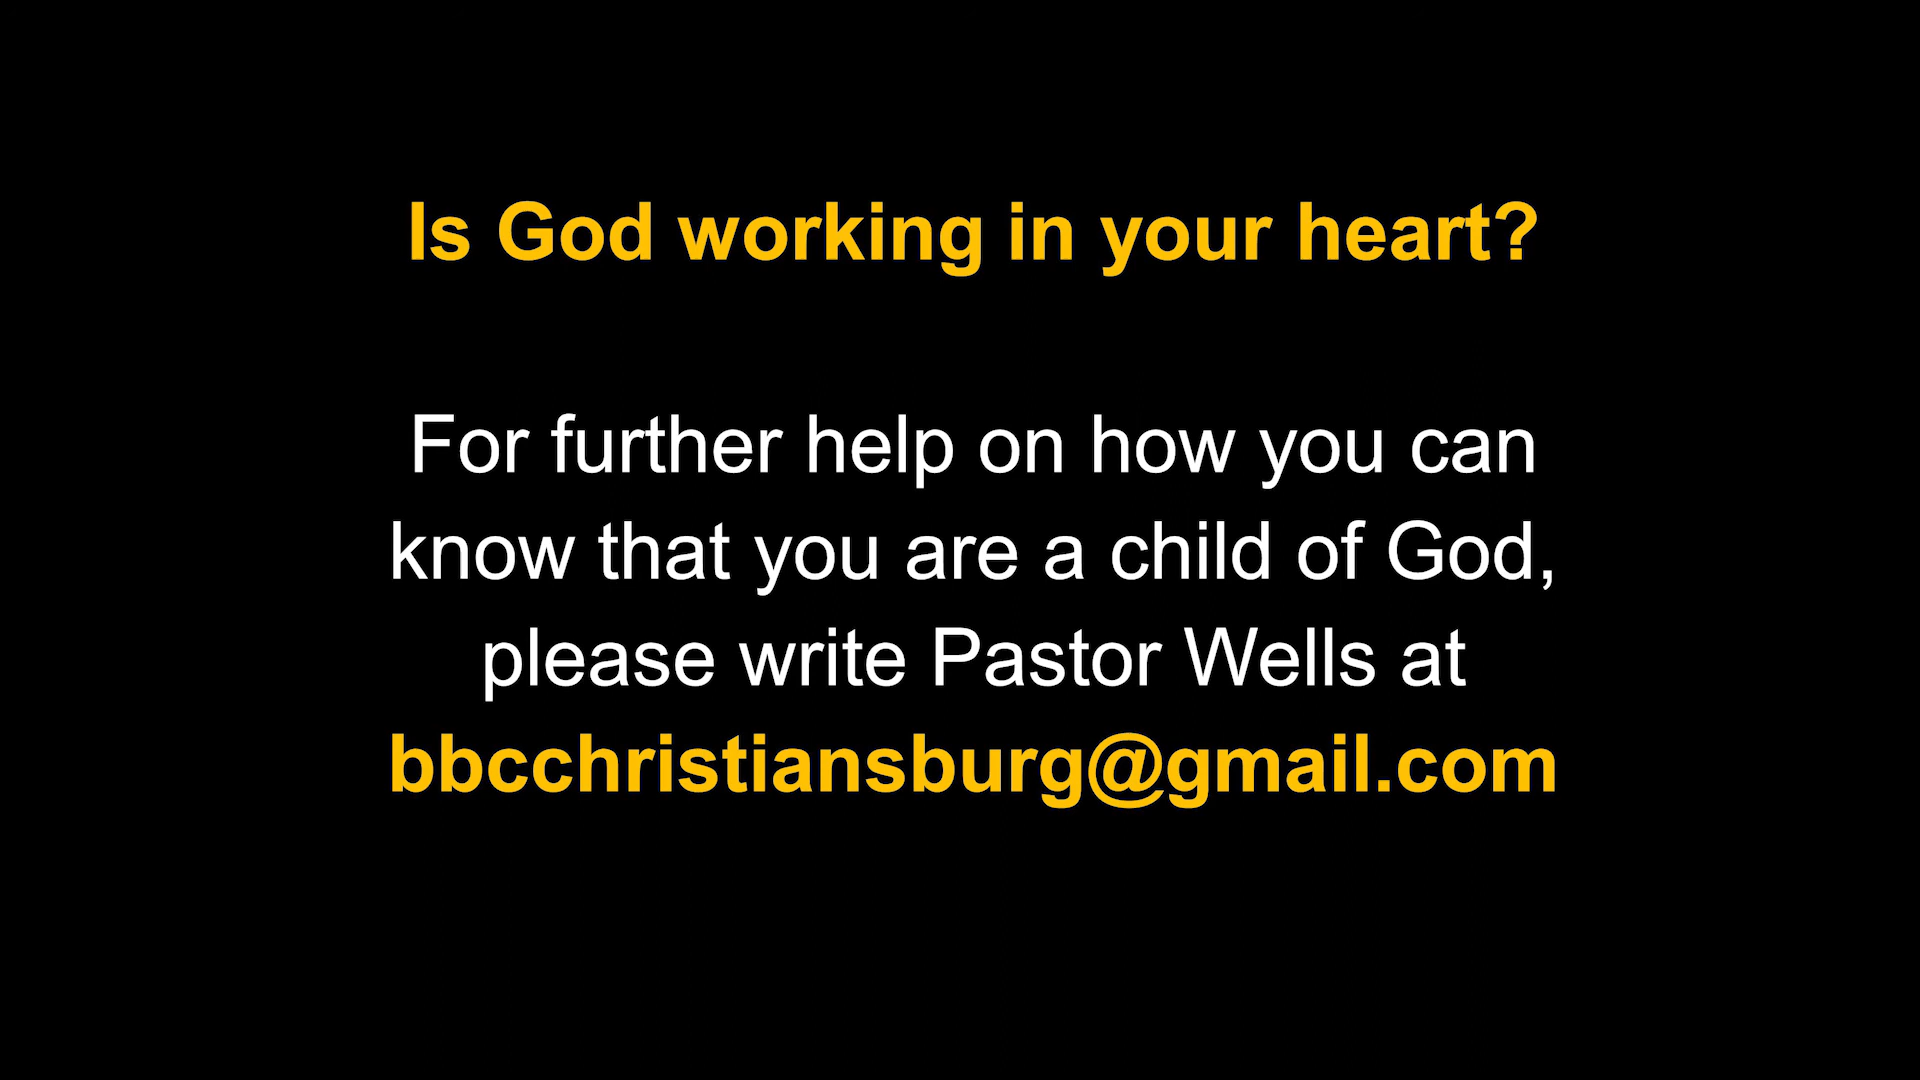 Is God working in your heart?
For further help on how you can
know that you are a child of God,
please write Pastor Wells at
bbcchristiansburg@gmail.com